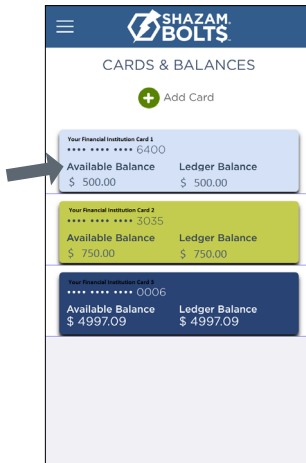 SHAZAM.
BOLT$.
CARDS & BALANCES
Add Card
Your Financial Institution Card 1
•••• •••• •••• 6400
Available Balance Ledger Balance
$ 500.00 $ 500.00
Your Financial Institution Card 2
•••• •••• •••• 3035
Available Balance Ledger Balance
$ 750.00 $ 750.00
Your Financial Institution Card 3
•••• •••• •••• 0006
Available Balance Ledger Balance
$ 4997.09 $ 4997.09